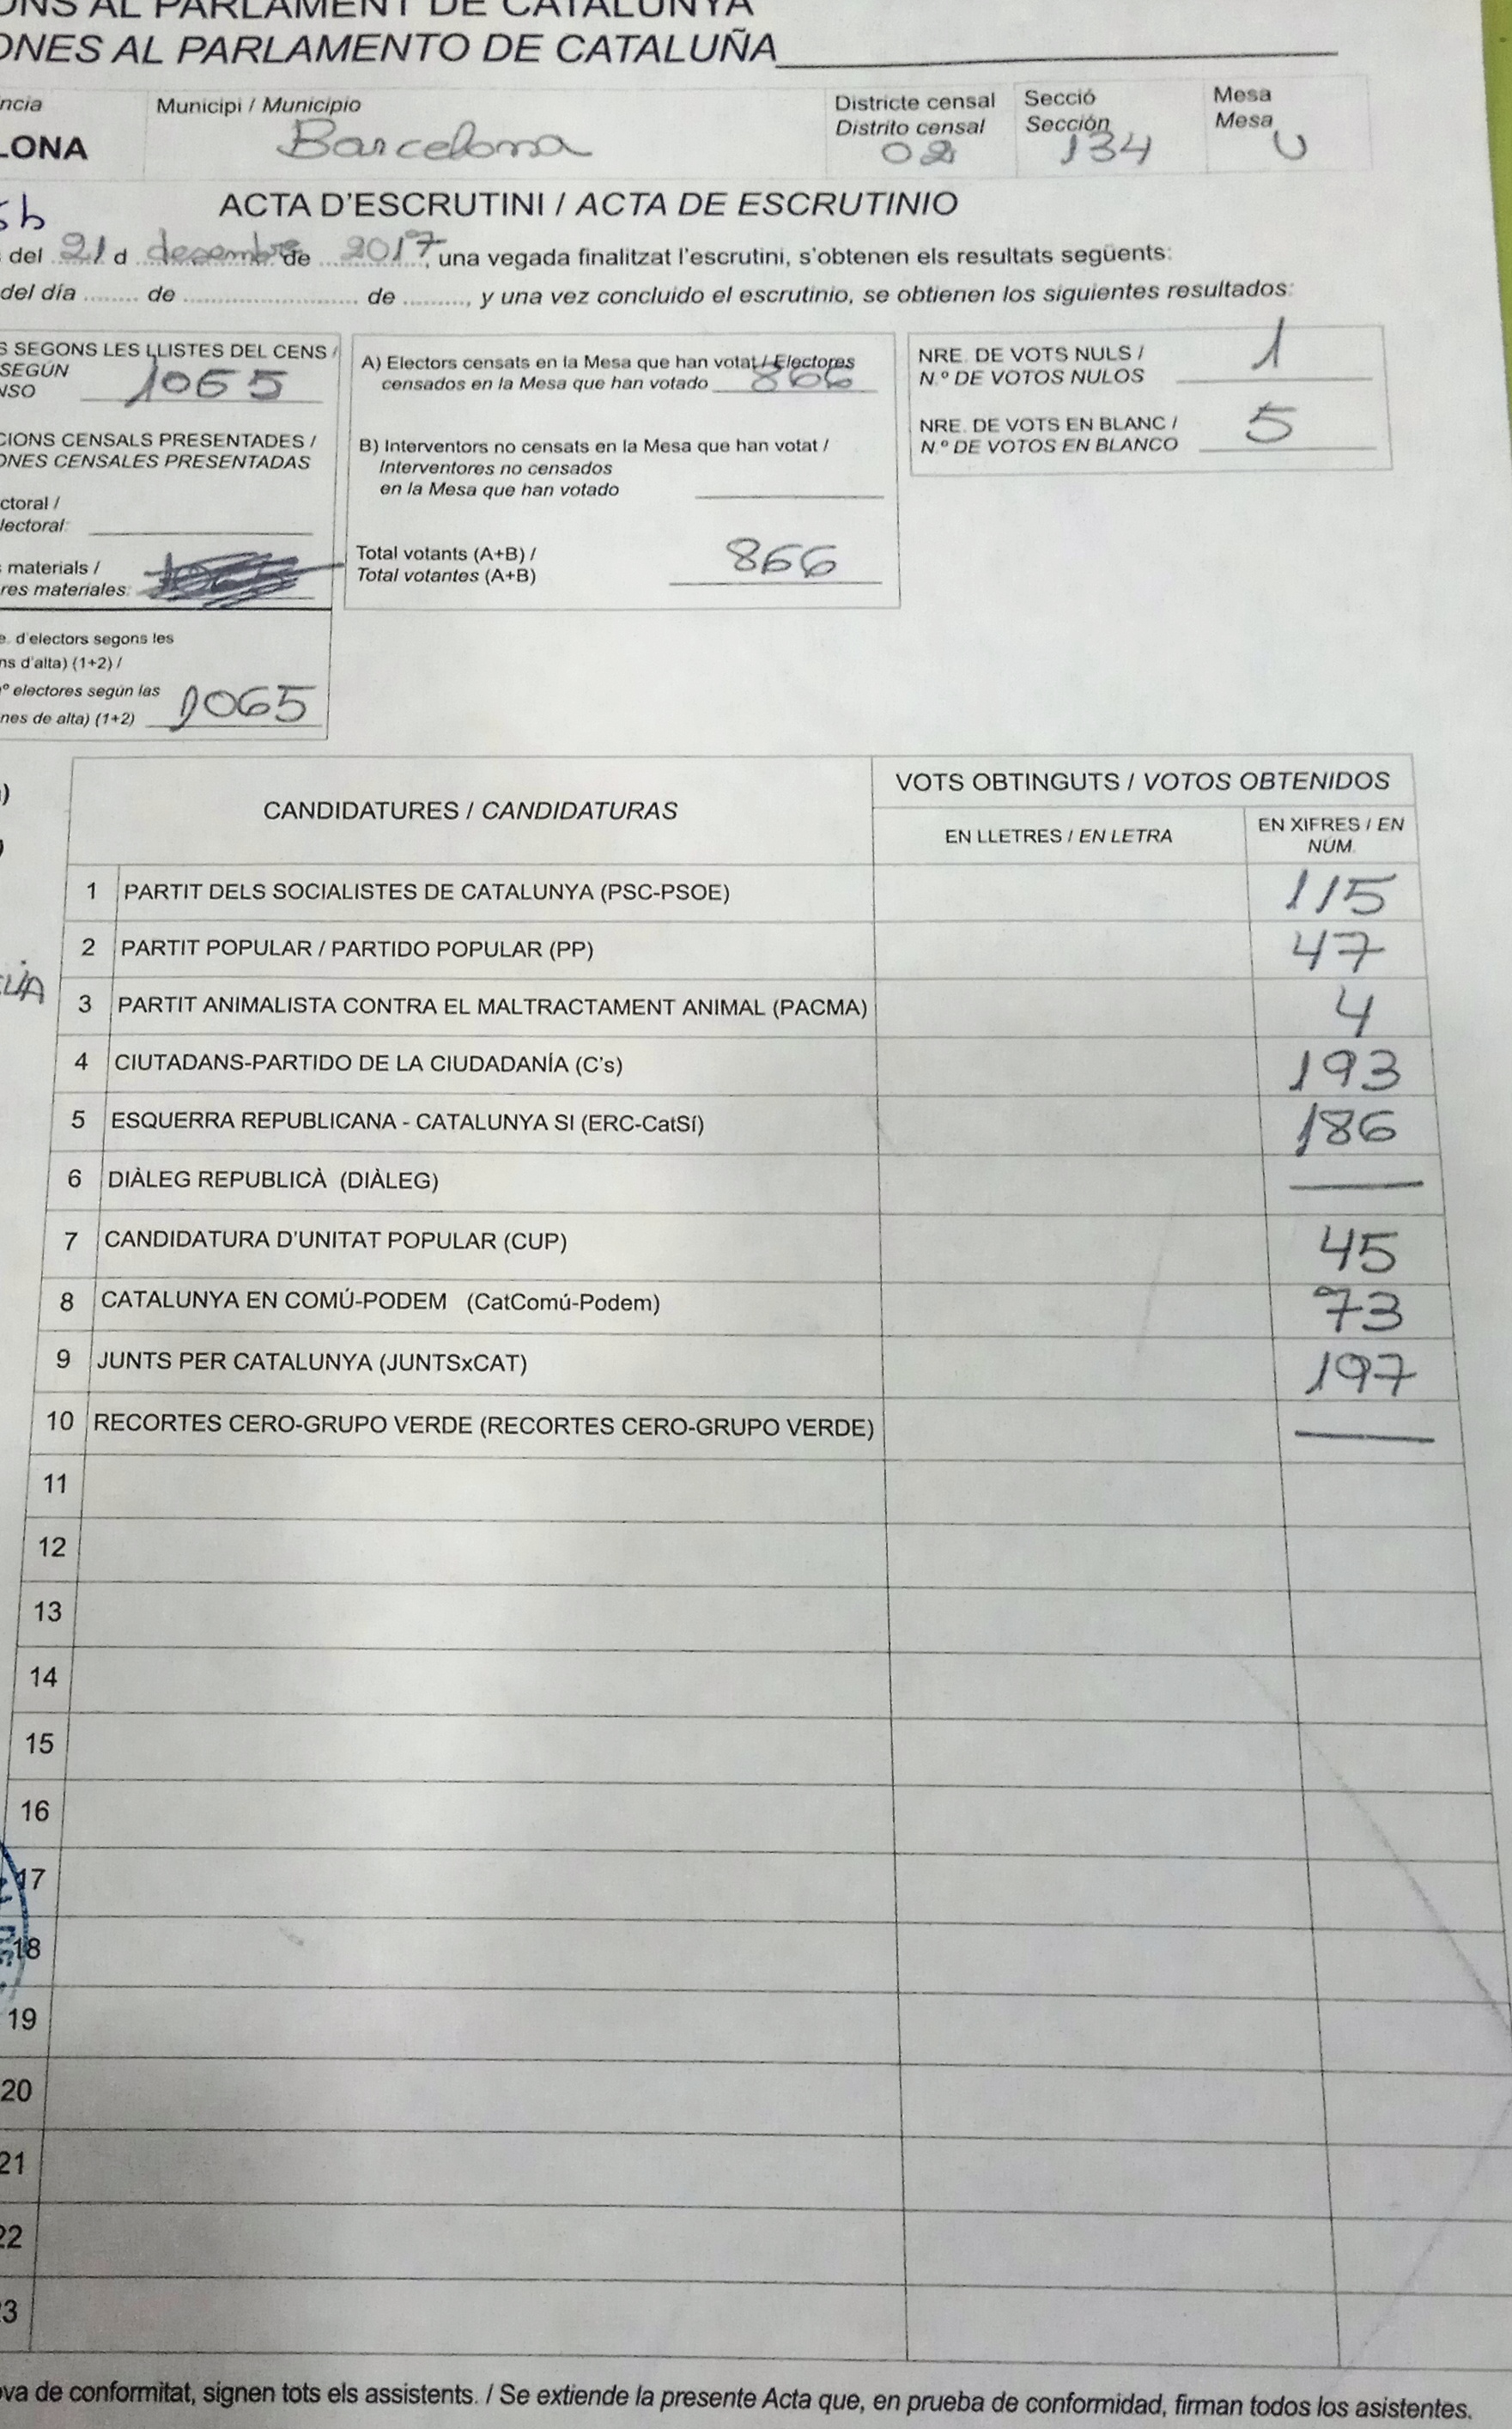 ONS AL PARLAMENT DE CATALUNYA
ONES AL PARLAMENTO DE CATALUÑA
ncia
LONA
Municipi / Municipio
Barcelona
Districte censal
Distrito censal
02
Secció
Sección
134
Mesa
Mesa
U
ACTA D'ESCRUTINI / ACTA DE ESCRUTINIO
del 21 d desembre de 2017, una vegada finalitzat l'escrutini, s'obtenen els resultats següents:
del día ........ de ............................ de ........., y una vez concluido el escrutinio, se obtienen los siguientes resultados:
S SEGONS LES LLISTES DEL CENS /
SEGÚN
NSO 1065
CIONS CENSALS PRESENTADES /
ONES CENSALES PRESENTADAS
ctoral /
lectoral:
materials /
res materiales:
e. d'electors segons les
ns d'alta) (1+2) /
º electores según las
nes de alta) (1+2) 1065
A) Electors censats en la Mesa que han votat / Electores
censados en la Mesa que han votado 866
B) Interventors no censats en la Mesa que han votat /
Interventores no censados
en la Mesa que han votado
Total votants (A+B) /
Total votantes (A+B) 866
NRE. DE VOTS NULS /
N.º DE VOTOS NULOS 1
NRE. DE VOTS EN BLANC /
N.º DE VOTOS EN BLANCO 5
CANDIDATURES / CANDIDATURAS
VOTS OBTINGUTS / VOTOS OBTENIDOS
EN LLETRES / EN LETRA
EN XIFRES / EN
NÚM.
1 PARTIT DELS SOCIALISTES DE CATALUNYA (PSC-PSOE) 115
2 PARTIT POPULAR / PARTIDO POPULAR (PP) 47
3 PARTIT ANIMALISTA CONTRA EL MALTRACTAMENT ANIMAL (PACMA) 4
4 CIUTADANS-PARTIDO DE LA CIUDADANÍA (C's) 193
5 ESQUERRA REPUBLICANA - CATALUNYA SI (ERC-CatSí) 186
6 DIÀLEG REPUBLICÀ (DIÀLEG) —
7 CANDIDATURA D'UNITAT POPULAR (CUP) 45
8 CATALUNYA EN COMÚ-PODEM (CatComú-Podem) 73
9 JUNTS PER CATALUNYA (JUNTSxCAT) 197
10 RECORTES CERO-GRUPO VERDE (RECORTES CERO-GRUPO VERDE) —
11
12
13
14
15
16
17
18
19
20
21
22
23
ova de conformitat, signen tots els assistents. / Se extiende la presente Acta que, en prueba de conformidad, firman todos los asistentes.